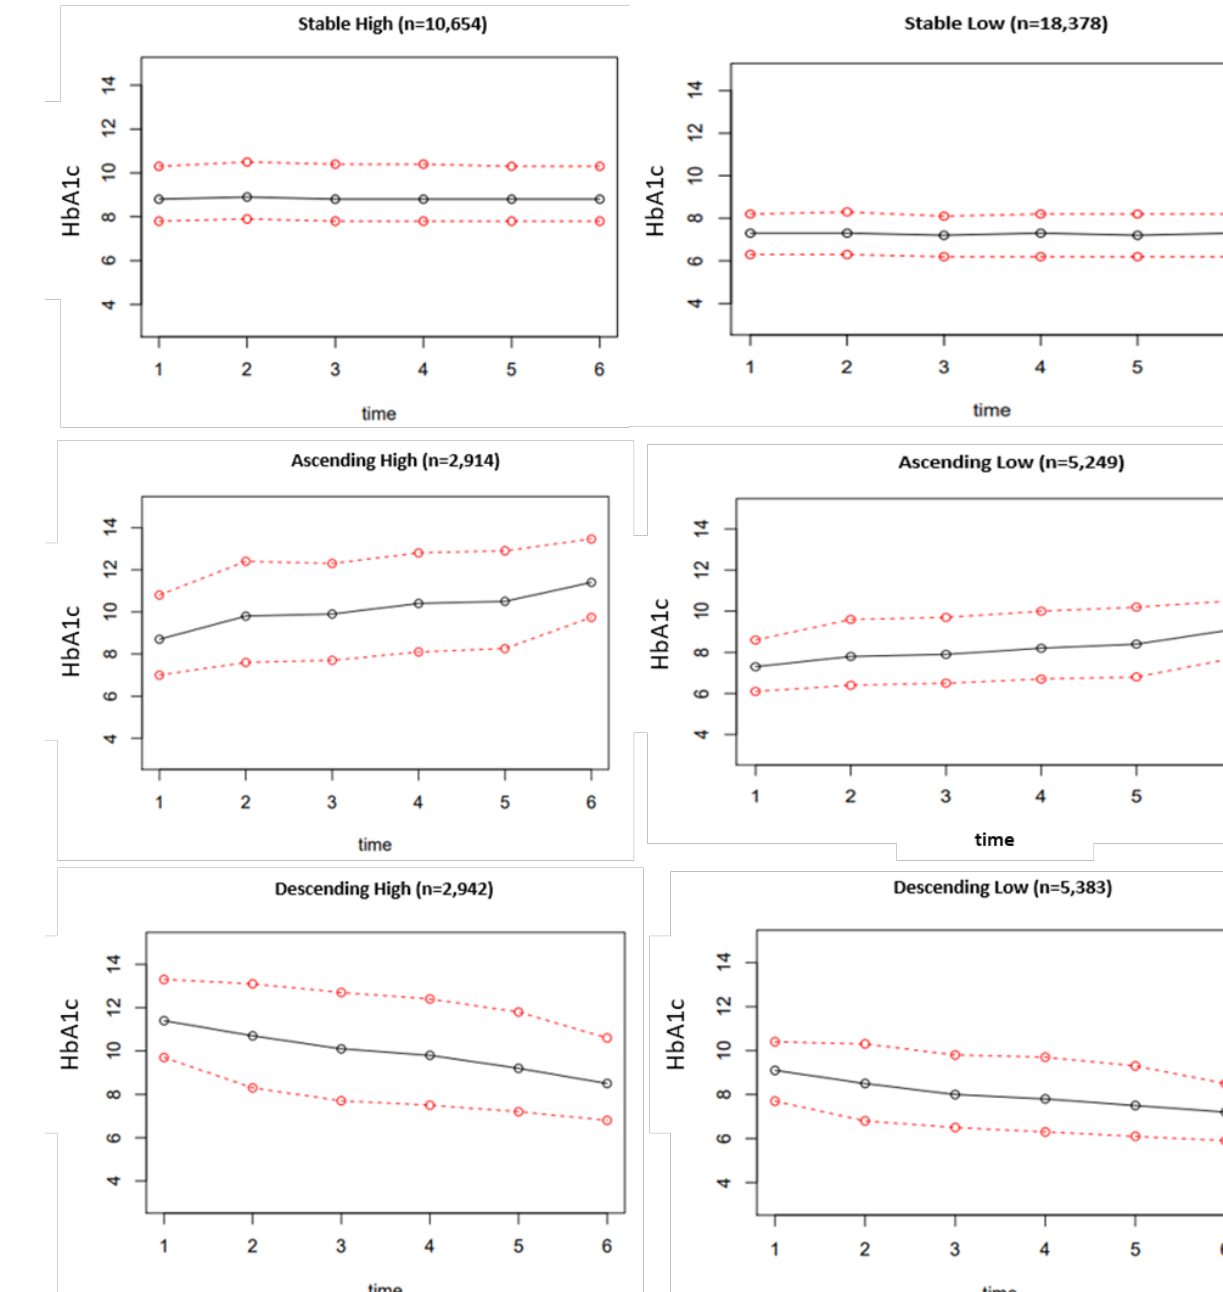 Stable High (n=10,654)
HbA1c
14
12
10
8
6
4
1 2 3 4 5 6
time
Stable Low (n=18,378)
HbA1c
14
12
10
8
6
4
1 2 3 4 5
time
Ascending High (n=2,914)
HbA1c
14
12
10
8
6
4
1 2 3 4 5 6
time
Ascending Low (n=5,249)
HbA1c
14
12
10
8
6
4
1 2 3 4 5
time
Descending High (n=2,942)
HbA1c
14
12
10
8
6
4
1 2 3 4 5 6
time
Descending Low (n=5,383)
HbA1c
14
12
10
8
6
4
1 2 3 4 5 6
time